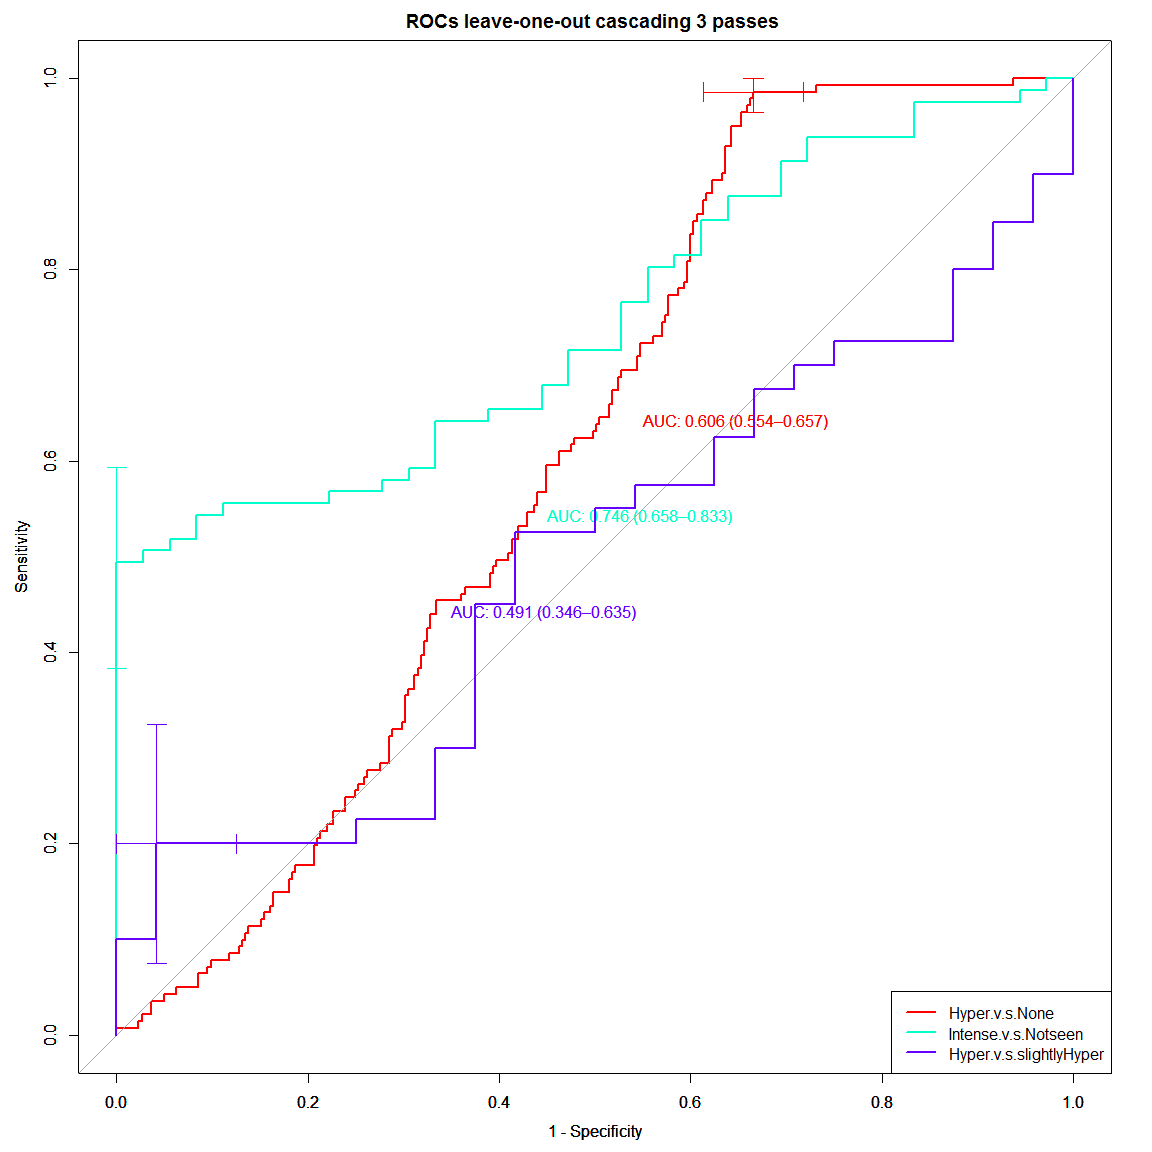 ROCs leave-one-out cascading 3 passes
1.0
0.8
0.6
0.4
0.2
0.0
Sensitivity
AUC: 0.606 (0.554–0.657)
AUC: 0.746 (0.658–0.833)
AUC: 0.491 (0.346–0.635)
Hyper.v.s.None
Intense.v.s.Notseen
Hyper.v.s.slightlyHyper
0.0 0.2 0.4 0.6 0.8 1.0
1 - Specificity